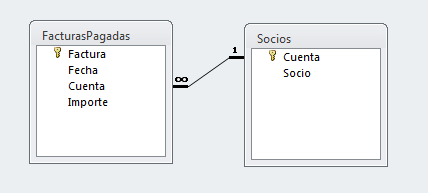 FacturasPagadas
Factura
Fecha
Cuenta
Importe
∞
1
Socios
Cuenta
Socio